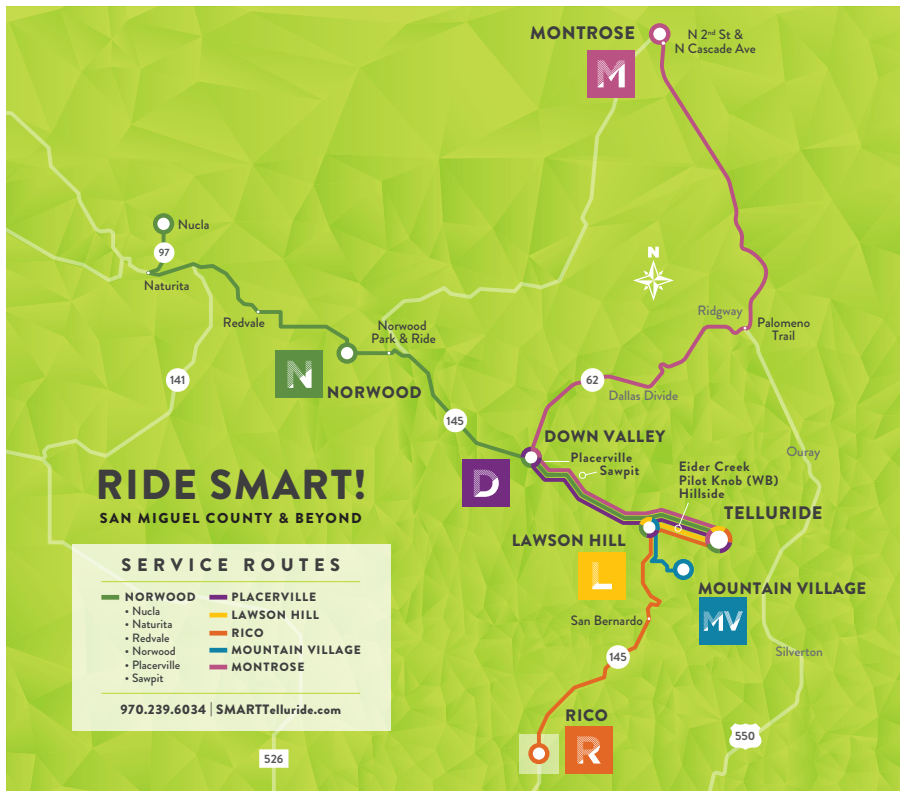 MONTROSE
M
N 2nd St &
N Cascade Ave
Nucla
97
Naturita
Redvale
Norwood
Park & Ride
N
NORWOOD
141
145
N
Ridgway
Palomeno
Trail
62
Dallas Divide
DOWN VALLEY
Placerville
Sawpit
D
Ouray
Eider Creek
Pilot Knob (WB)
Hillside
TELLURIDE
LAWSON HILL
L
MOUNTAIN VILLAGE
MV
San Bernardo
145
Silverton
RICO
R
550
526
RIDE SMART!
SAN MIGUEL COUNTY & BEYOND
SERVICE ROUTES
NORWOOD
• Nucla
• Naturita
• Redvale
• Norwood
• Placerville
• Sawpit
PLACERVILLE
LAWSON HILL
RICO
MOUNTAIN VILLAGE
MONTROSE
970.239.6034 | SMARTTelluride.com